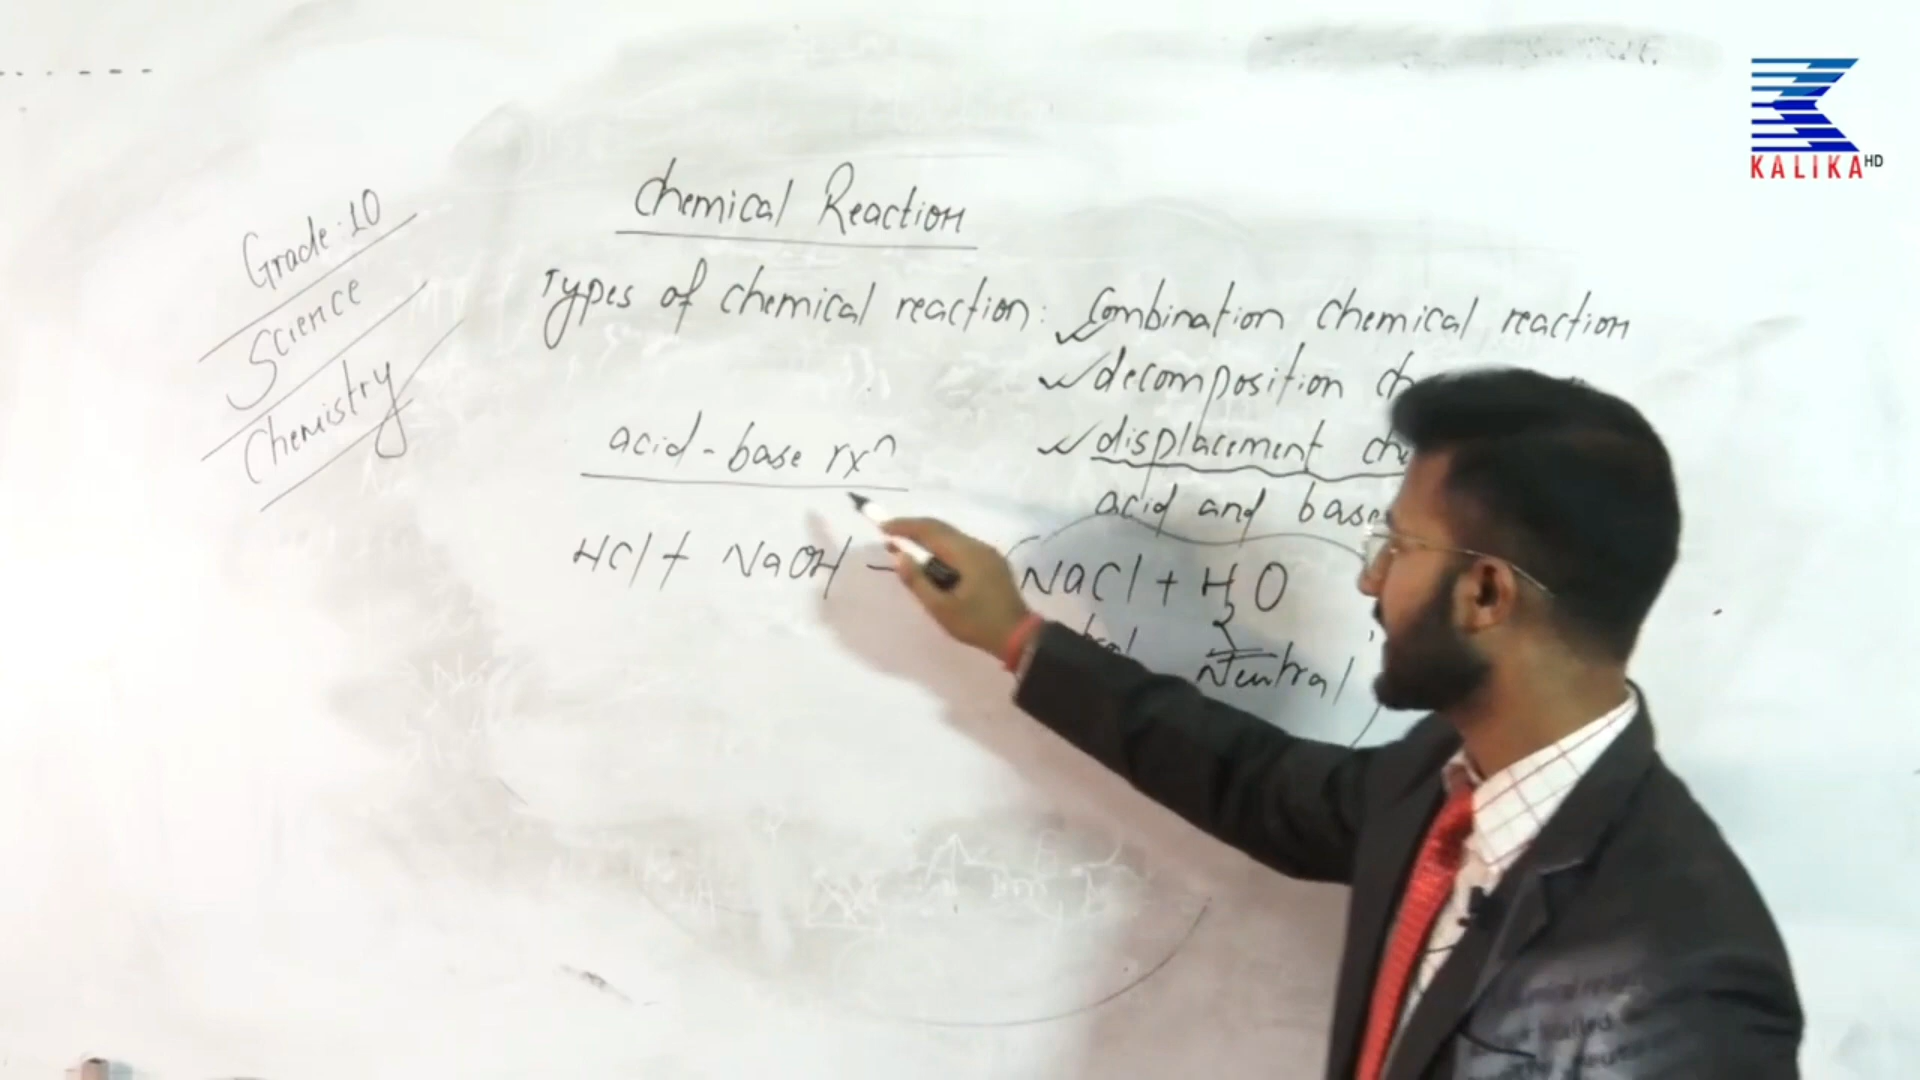 KALIKA HD
Grade: 10
Science
Chemistry
Chemical Reaction
Types of chemical reaction: Combination chemical reaction
decomposition
displacement
acid and base
acid-base rxn
HCl + NaOH NaCl + H2O
Neutral